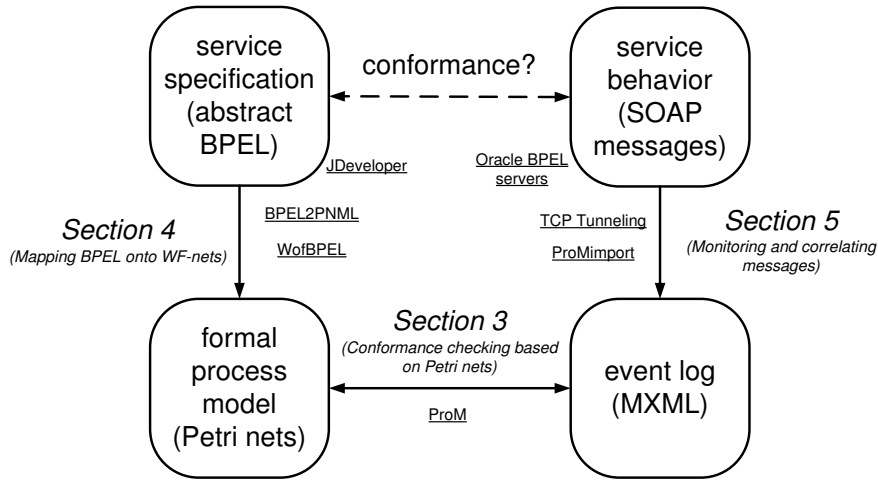 service
specification
(abstract
BPEL)
conformance?
service
behavior
(SOAP
messages)
JDeveloper
Oracle BPEL
servers
Section 4
(Mapping BPEL onto WF-nets)
BPEL2PNML
WofBPEL
TCP Tunneling
ProMimport
Section 5
(Monitoring and correlating
messages)
formal
process
model
(Petri nets)
Section 3
(Conformance checking based
on Petri nets)
ProM
event log
(MXML)